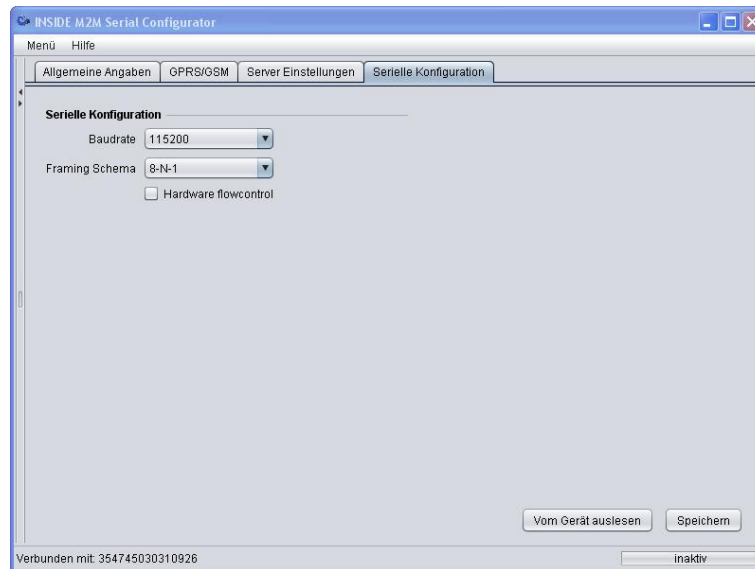 INSIDE M2M Serial Configurator
Menü Hilfe
Allgemeine Angaben GPRS/GSM Server Einstellungen Serielle Konfiguration
Serielle Konfiguration
Baudrate 115200
Framing Schema 8-N-1
Hardware flowcontrol
Vom Gerät auslesen Speichern
Verbunden mit: 354745030310926 inaktiv